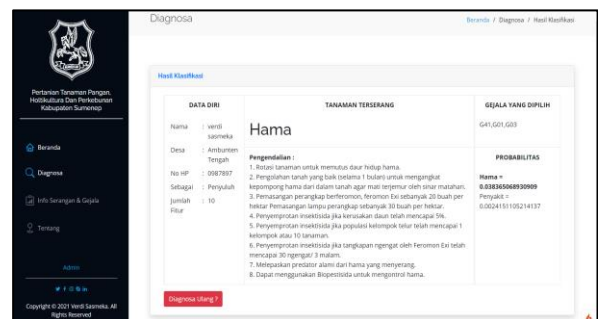 Diagnosa
Beranda / Diagnosa / Hasil Klasifikasi
Pertanian Tanaman Pangan,
Holtikultura Dan Perkebunan
Kabupaten Sumenep
Beranda
Diagnosa
Info Serangan & Gejala
Tentang
Admin
Copyright © 2021 Verdi Sasmeka. All
Rights Reserved
Hasil Klasifikasi
DATA DIRI
Nama : verdi
sasmeka
Desa : Ambunten
Tengah
No HP : 0987897
Sebagai : Penyuluh
Jumlah : 10
Fitur
TANAMAN TERSERANG
Hama
Pengendalian :
1. Rotasi tanaman untuk memutus daur hidup hama.
2. Pengolahan tanah yang baik (selama 1 bulan) untuk mengangkat
kepompong hama dari dalam tanah agar mati terjemur oleh sinar matahari.
3. Pemasangan perangkap berferomon, feromon Exi sebanyak 20 buah per
hektar Pemasangan lampu perangkap sebanyak 30 buah per hektar.
4. Penyemprotan insektisida jika kerusakan daun telah mencapai 5%.
5. Penyemprotan insektisida jika populasi kelompok telur telah mencapai 1
kelompok atau 10 tanaman.
6. Penyemprotan insektisida jika tangkapan ngengat oleh Feromon Exi telah
mencapai 30 ngengat/ 3 malam.
7. Melepaskan predator alami dari hama yang menyerang.
8. Dapat menggunakan Biopestisida untuk mengontrol hama.
GEJALA YANG DIPILIH
G41,G01,G03
PROBABILITAS
Hama =
0.038365068930909
Penyakit =
0.0024151105214137
Diagnosa Ulang ?